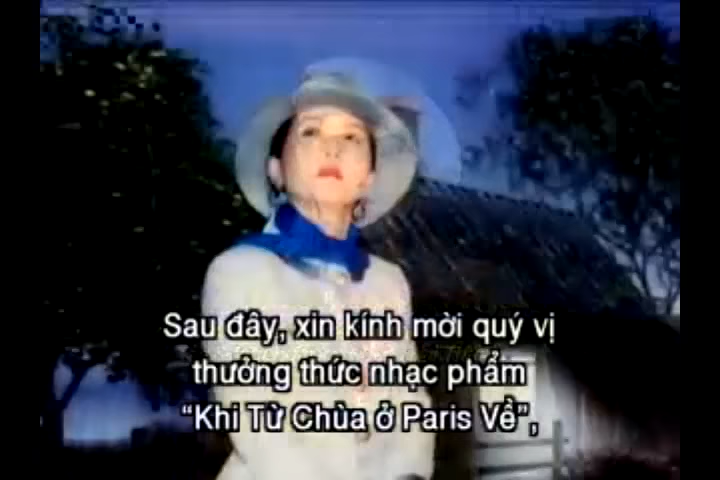 Sau đây, xin kính mời quý vị
thưởng thức nhạc phẩm
“Khi Từ Chùa ở Paris Về”,